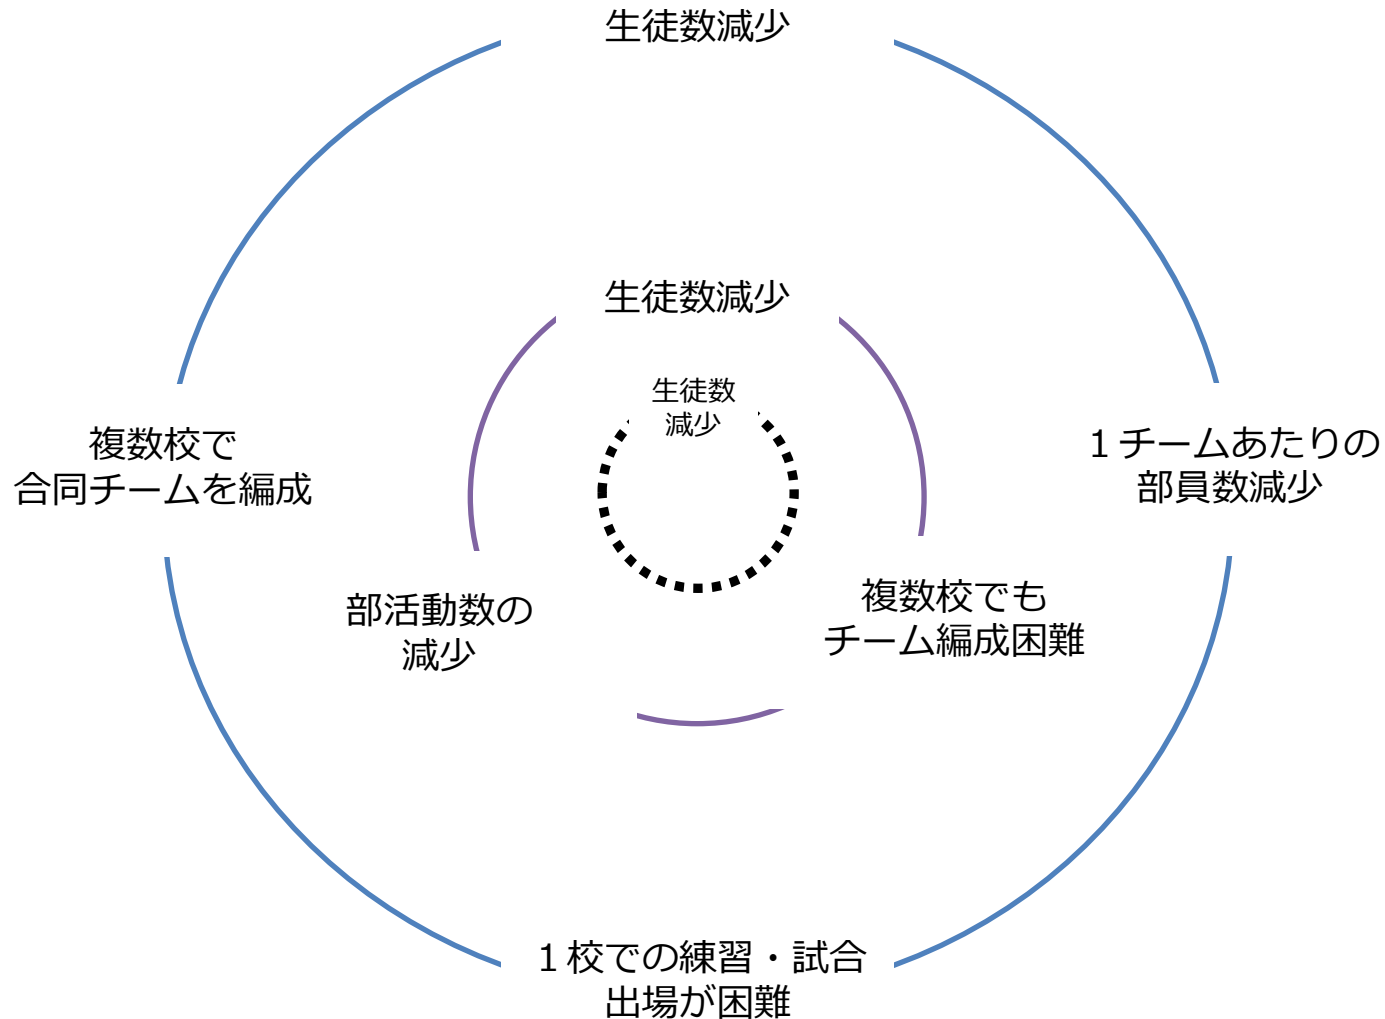 生徒数減少
生徒数減少
生徒数
減少
複数校で
合同チームを編成
１チームあたりの
部員数減少
部活動数の
減少
複数校でも
チーム編成困難
１校での練習・試合
出場が困難